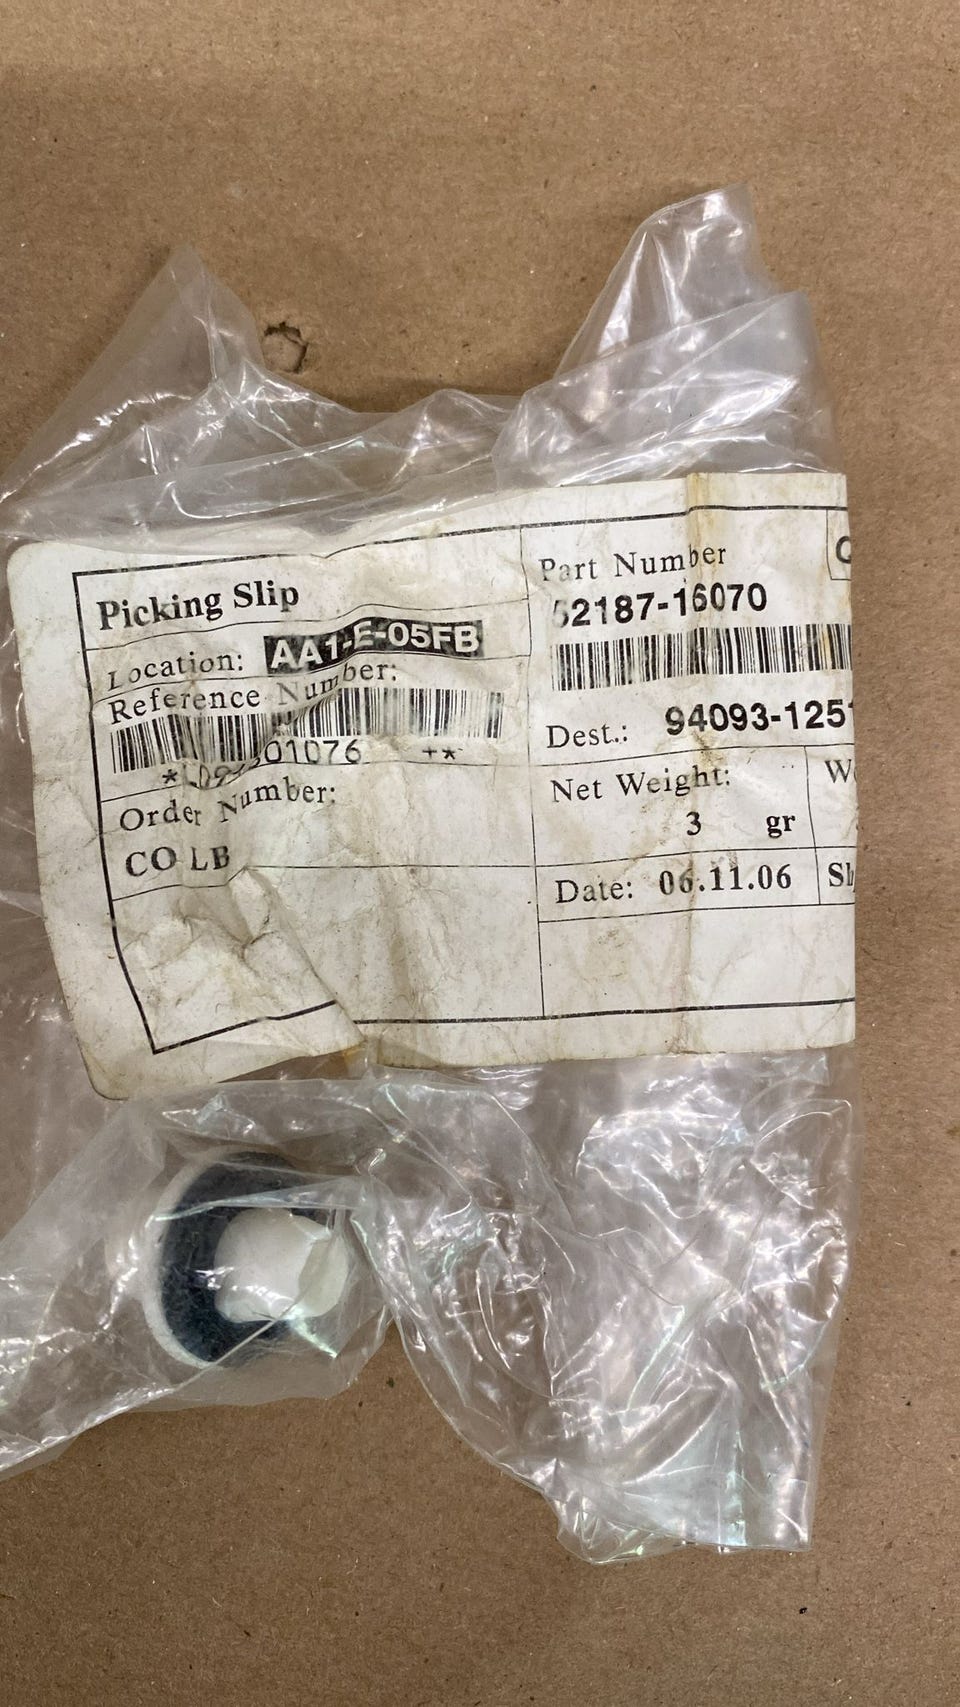 Picking Slip
Location: AA1-E-05FB
Reference Number:
01076 +*
Order Number:
CO LB
Part Number
52187-16070
Dest.: 94093-1251
Net Weight:
3 gr
Date: 06.11.06